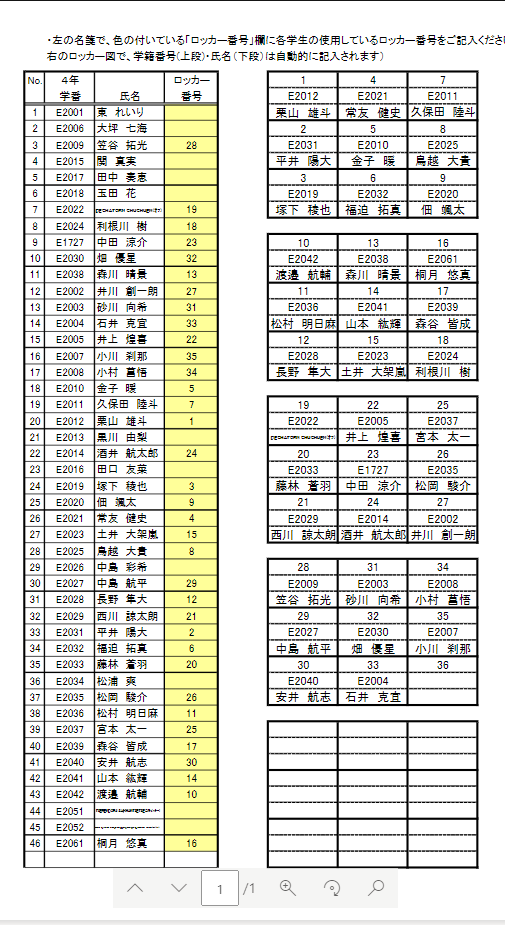 ・左の名簿で、色の付いている「ロッカー番号」欄に各学生の使用しているロッカー番号をご記入くださ
右のロッカー図で、学籍番号(上段)・氏名(下段)は自動的に記入されます)
No. 4年 学番 氏名 ロッカー 番号
1 E2001 東 れいり
2 E2006 大坪 七海
3 E2009 笠谷 拓光 28
4 E2015 関 真実
5 E2017 田中 奏恵
6 E2018 玉田 花
7 E2022 19
8 E2024 利根川 樹 18
9 E1727 中田 涼介 23
10 E2030 畑 優星 32
11 E2038 森川 晴景 13
12 E2002 井川 創一朗 27
13 E2003 砂川 向希 31
14 E2004 石井 克宜 33
15 E2005 井上 煌喜 22
16 E2007 小川 刹那 35
17 E2008 小村 菖悟 34
18 E2010 金子 暖 5
19 E2011 久保田 陸斗 7
20 E2012 栗山 雄斗 1
21 E2013 黒川 由梨
22 E2014 酒井 航太郎 24
23 E2016 田口 友菜
24 E2019 塚下 稜也 3
25 E2020 佃 颯太 9
26 E2021 常友 健史 4
27 E2023 土井 大架嵐 15
28 E2025 鳥越 大貴 8
29 E2026 中島 彩希
30 E2027 中島 航平 29
31 E2028 長野 隼大 12
32 E2029 西川 諒太朗 21
33 E2031 平井 陽大 2
34 E2032 福迫 拓真 6
35 E2033 藤林 蒼羽 20
36 E2034 松浦 爽
37 E2035 松岡 駿介 26
38 E2036 松村 明日麻 11
39 E2037 宮本 太一 25
40 E2039 森谷 皆成 17
41 E2040 安井 航志 30
42 E2041 山本 紘輝 14
43 E2042 渡邉 航輔 10
44 E2051
45 E2052
46 E2061 桐月 悠真 16
1 4 7
E2012 E2021 E2011
栗山 雄斗 常友 健史 久保田 陸斗
2 5 8
E2031 E2010 E2025
平井 陽大 金子 暖 鳥越 大貴
3 6 9
E2019 E2032 E2020
塚下 稜也 福迫 拓真 佃 颯太
10 13 16
E2042 E2038 E2061
渡邉 航輔 森川 晴景 桐月 悠真
11 14 17
E2036 E2041 E2039
松村 明日麻 山本 紘輝 森谷 皆成
12 15 18
E2028 E2023 E2024
長野 隼大 土井 大架嵐 利根川 樹
19 22 25
E2022 E2005 E2037
井上 煌喜 宮本 太一
20 23 26
E2033 E1727 E2035
藤林 蒼羽 中田 涼介 松岡 駿介
21 24 27
E2029 E2014 E2002
西川 諒太朗 酒井 航太郎 井川 創一朗
28 31 34
E2009 E2003 E2008
笠谷 拓光 砂川 向希 小村 菖悟
29 32 35
E2027 E2030 E2007
中島 航平 畑 優星 小川 刹那
30 33 36
E2040 E2004
安井 航志 石井 克宜
1 /1